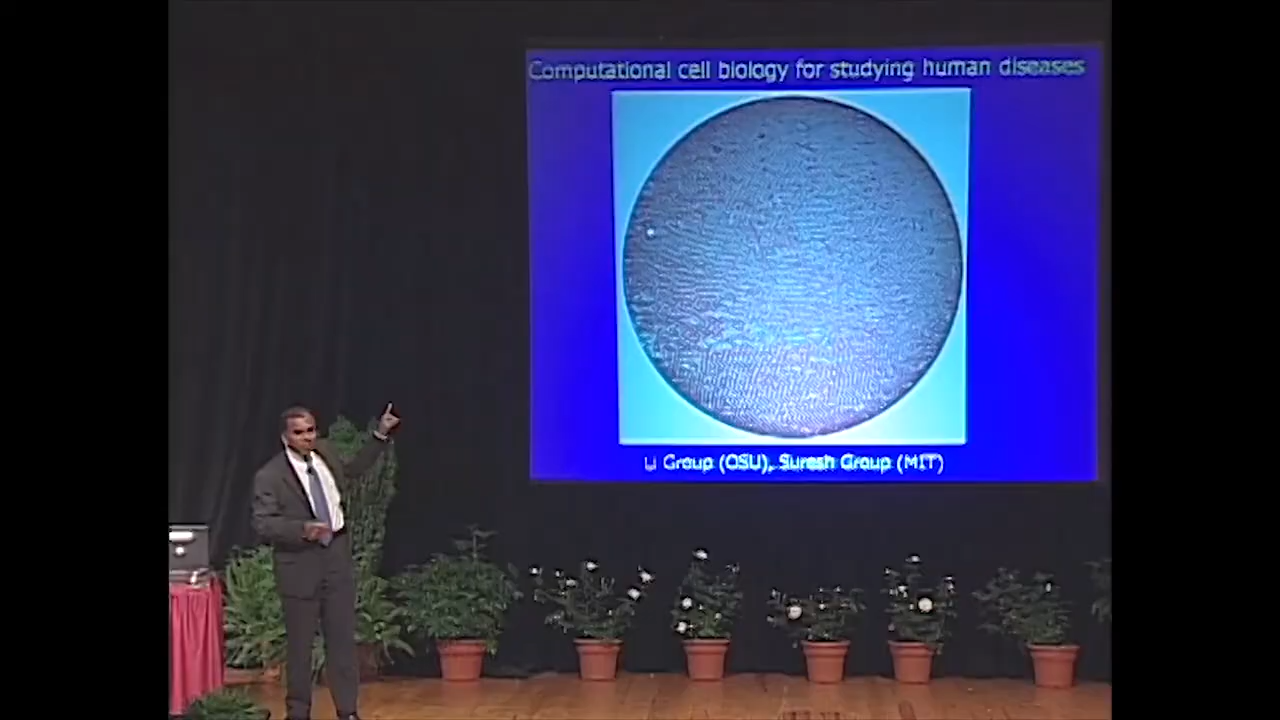 Computational cell biology for studying human diseases
Li Group (OSU), Suresh Group (MIT)